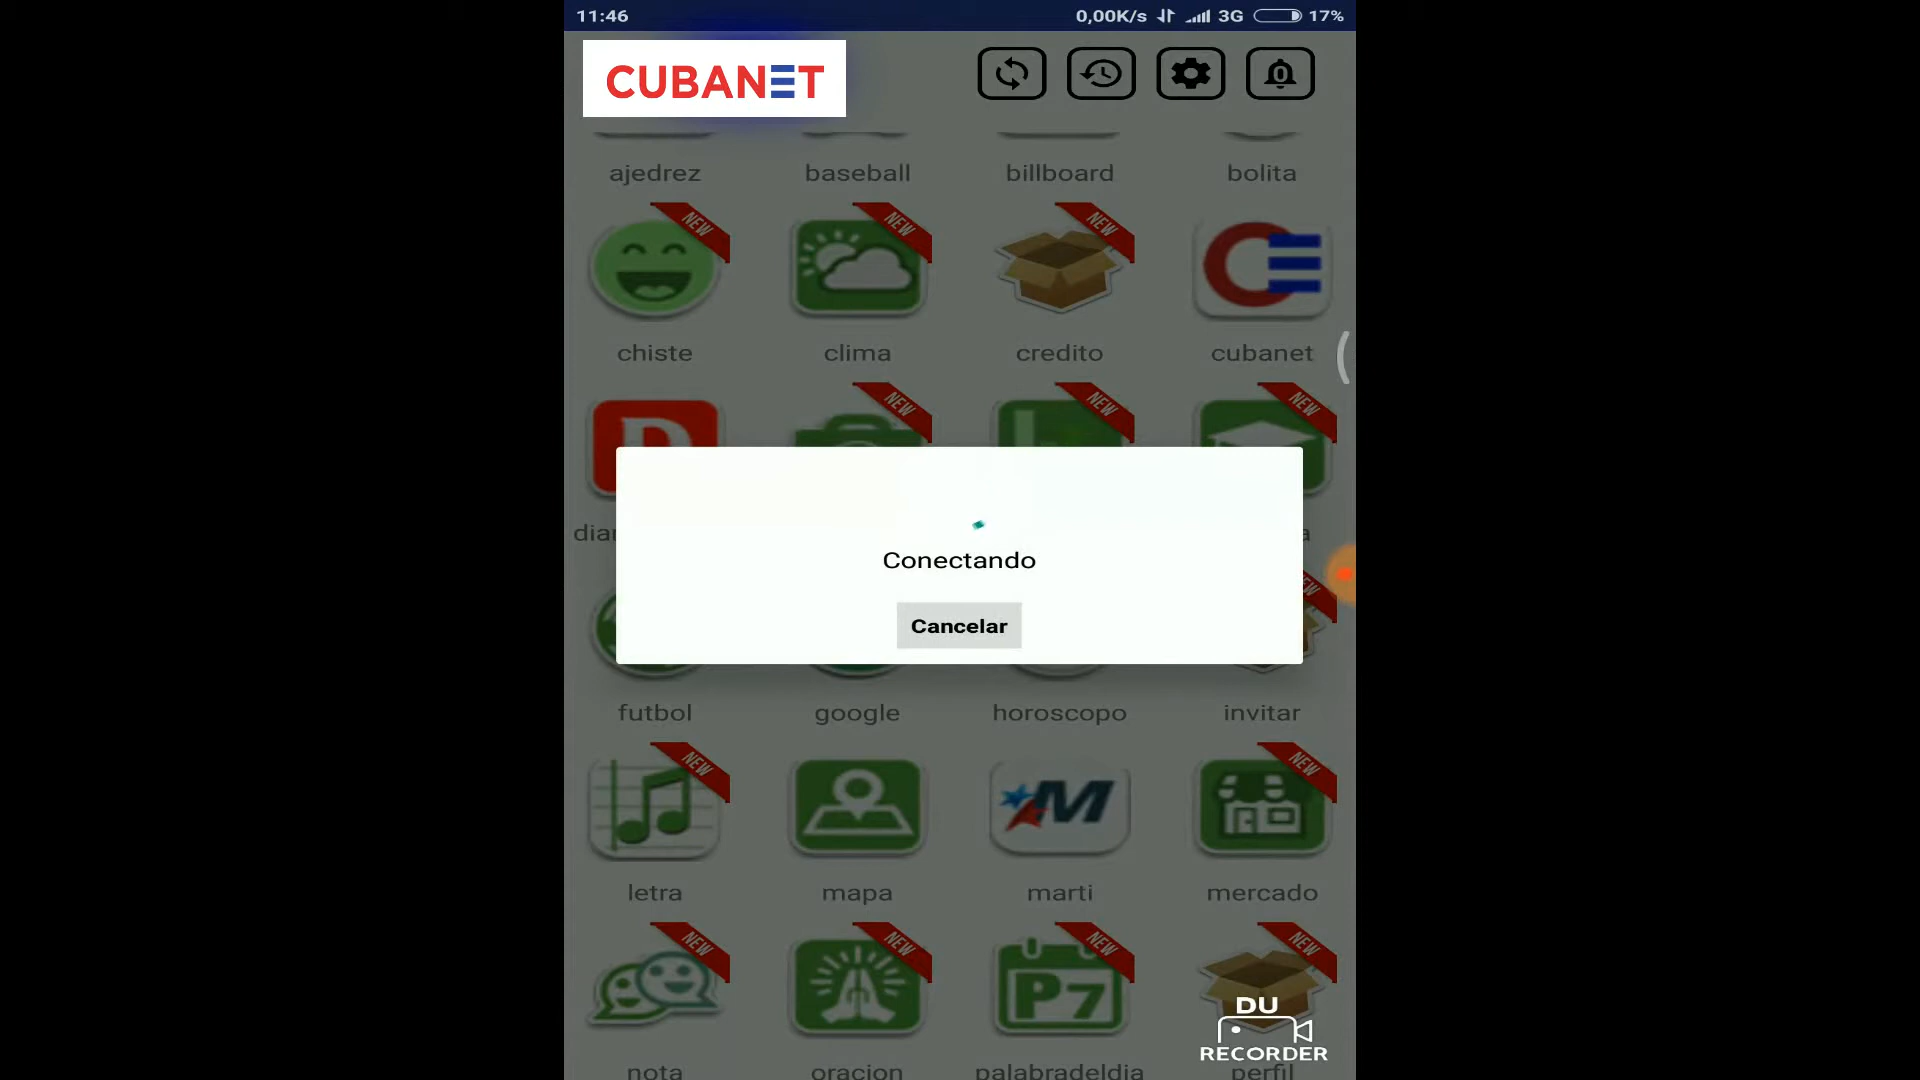 11:46 0,00K/s 3G 17%
CUBANET
ajedrez baseball billboard bolita
NEW NEW NEW
chiste clima credito cubanet
NEW NEW NEW
Conectando
Cancelar
futbol google horoscopo invitar
NEW NEW
M
letra mapa marti mercado
NEW NEW NEW NEW
P7
nota oracion palabradeldia perfil
DU
RECORDER